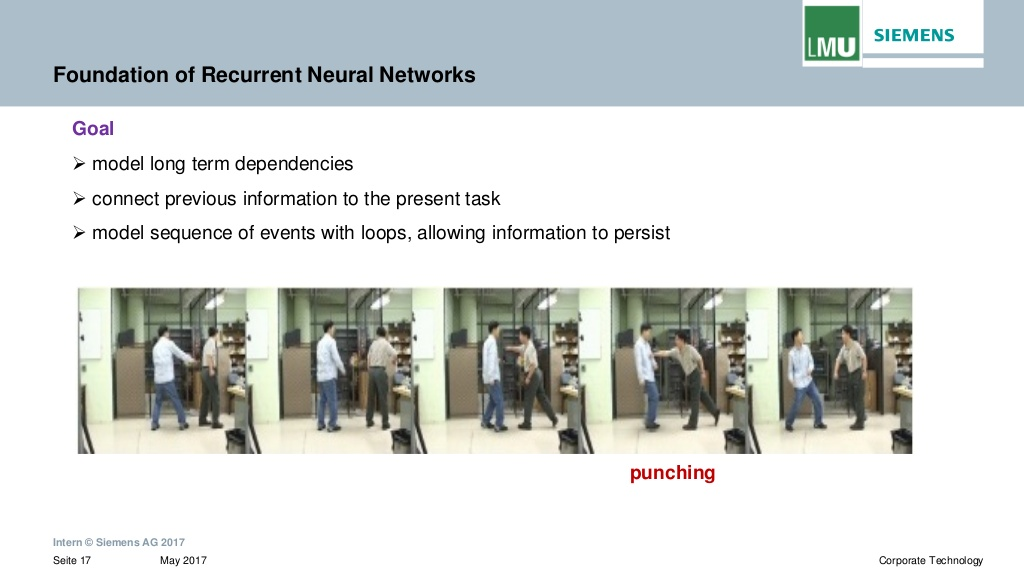 LMU
SIEMENS
Foundation of Recurrent Neural Networks
Goal
➢ model long term dependencies
➢ connect previous information to the present task
➢ model sequence of events with loops, allowing information to persist
punching
Intern © Siemens AG 2017
Seite 17 May 2017 Corporate Technology